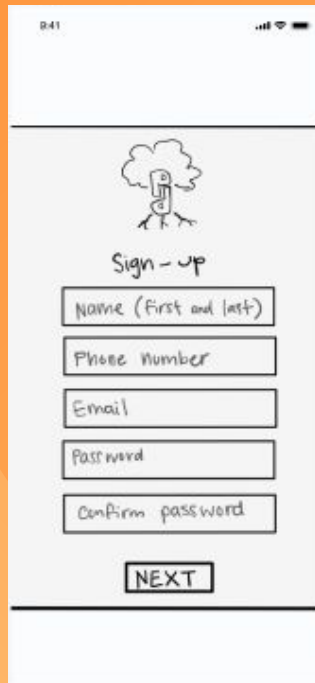 9:41
Sign-up
Name (First and last)
Phone number
Email
Password
Confirm password
NEXT